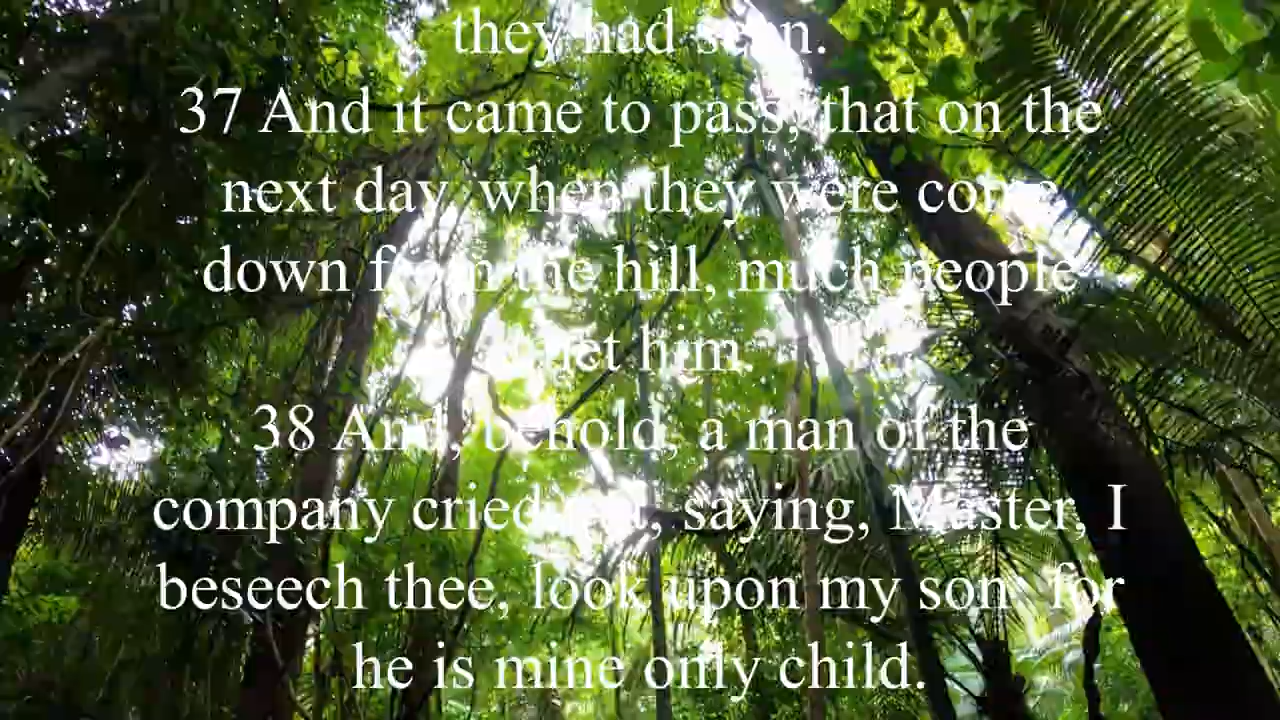 they had seen.
37 And it came to pass, that on the
next day, when they were come
down from the hill, much people
met him.
38 And, behold, a man of the
company cried out, saying, Master, I
beseech thee, look upon my son: for
he is mine only child.